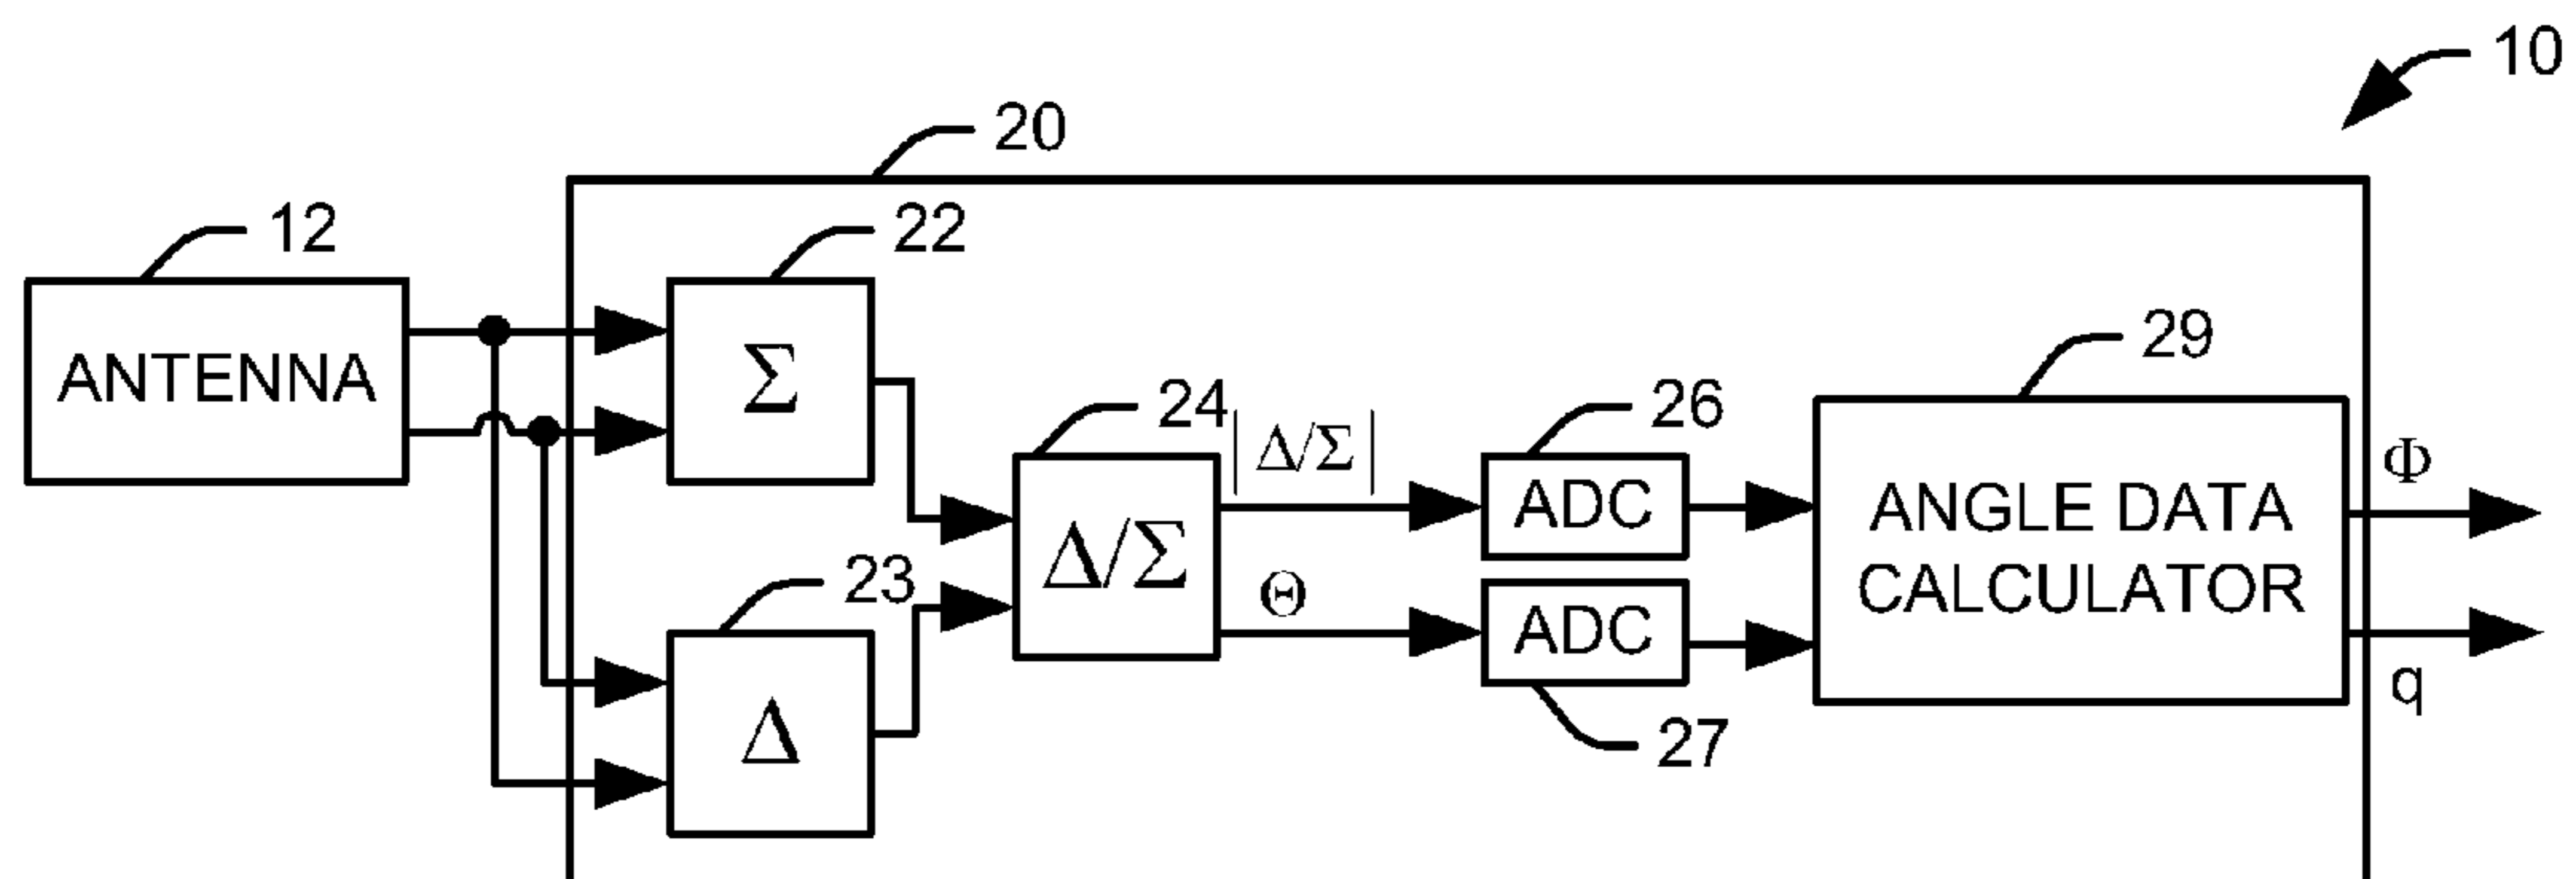 10
20
12
22
ANTENNA
Σ
29
24
|Δ/Σ|
26
ADC
ANGLE DATA
CALCULATOR
Φ
23
Δ/Σ
Θ
ADC
q
Δ
27